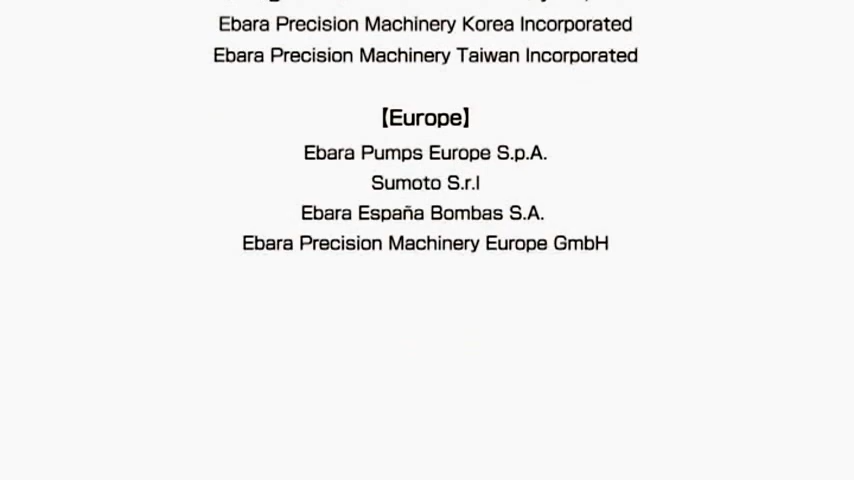 Ebara Precision Machinery Korea Incorporated
Ebara Precision Machinery Taiwan Incorporated
【Europe】
Ebara Pumps Europe S.p.A.
Sumoto S.r.l
Ebara España Bombas S.A.
Ebara Precision Machinery Europe GmbH